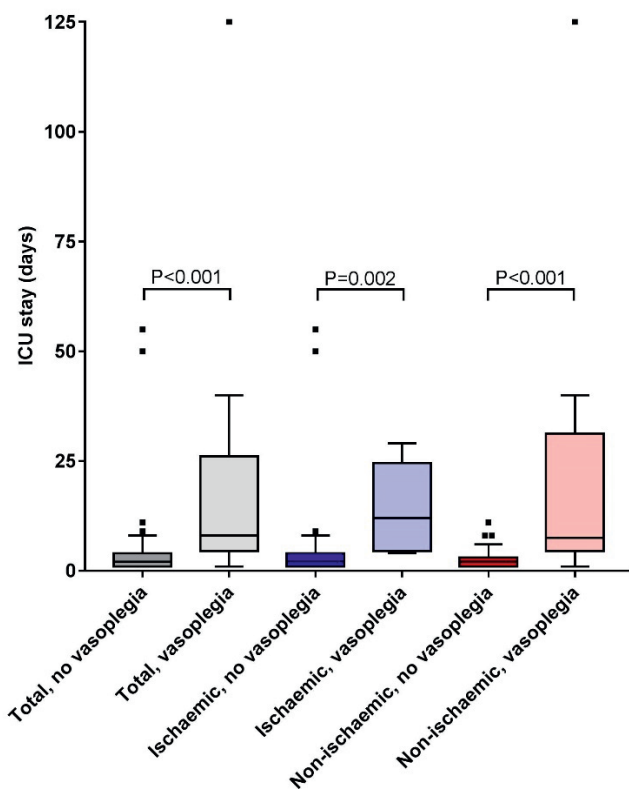 125
100
75
50
25
0
ICU stay (days)
P<0.001
P=0.002
P<0.001
Total, no vasoplegia
Total, vasoplegia
Ischaemic, no vasoplegia
Ischaemic, vasoplegia
Non-ischaemic, no vasoplegia
Non-ischaemic, vasoplegia